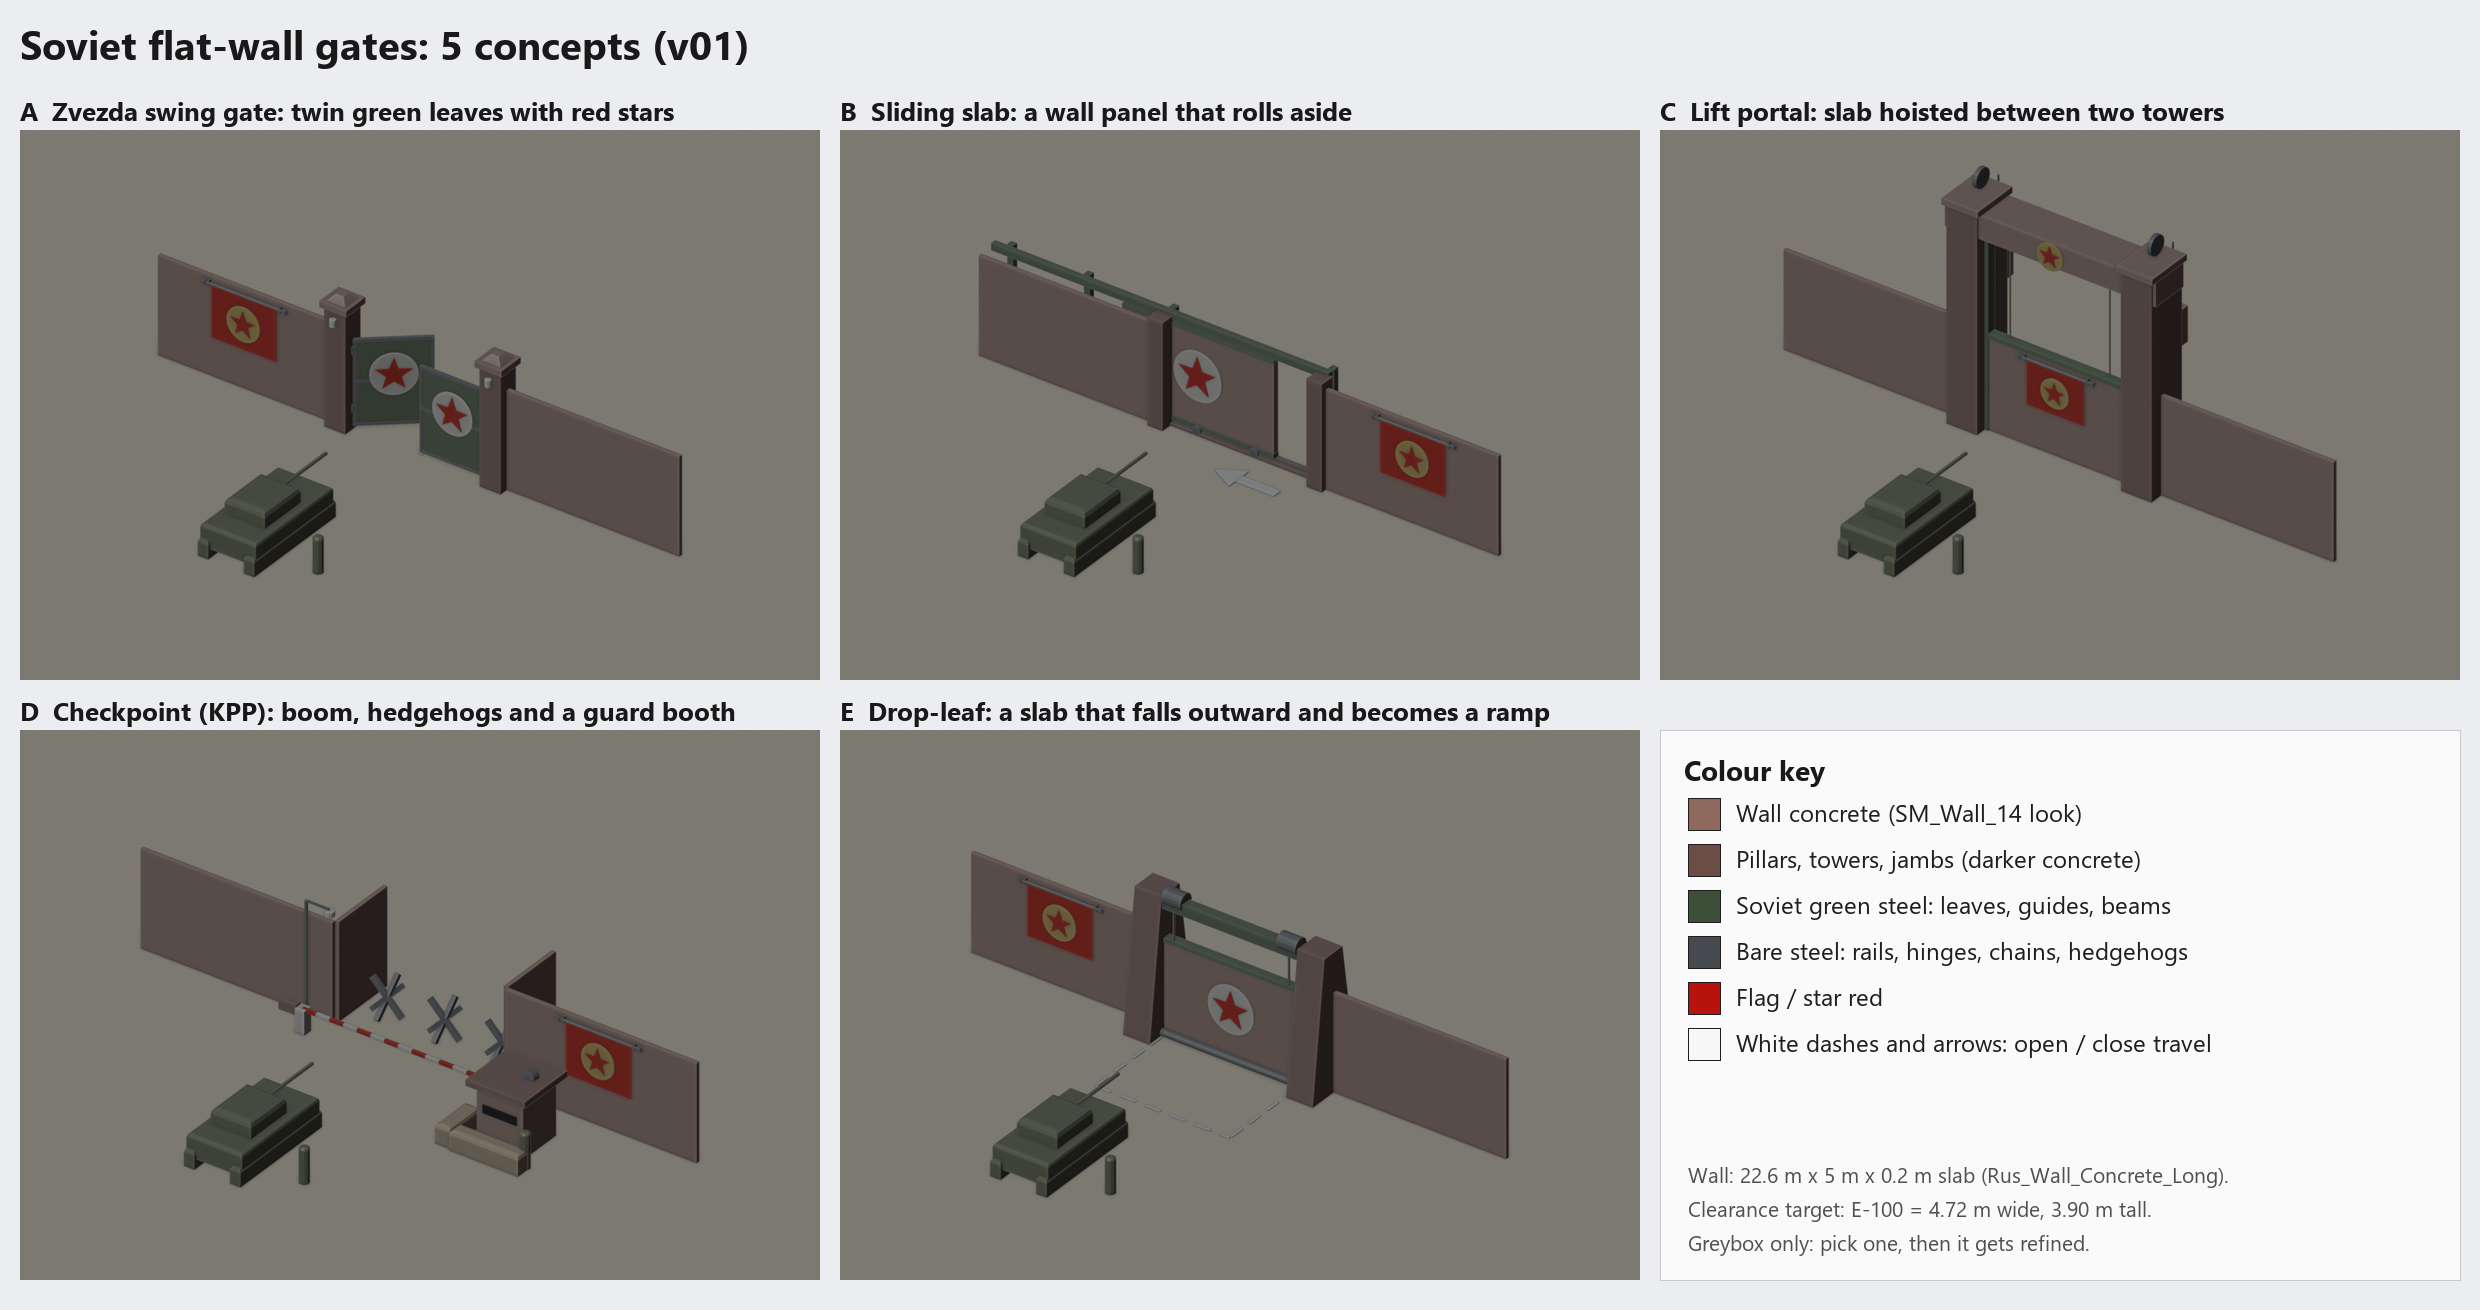 Soviet flat-wall gates: 5 concepts (v01)
A Zvezda swing gate: twin green leaves with red stars
B Sliding slab: a wall panel that rolls aside
C Lift portal: slab hoisted between two towers
D Checkpoint (KPP): boom, hedgehogs and a guard booth
E Drop-leaf: a slab that falls outward and becomes a ramp
Colour key
Wall concrete (SM_Wall_14 look)
Pillars, towers, jambs (darker concrete)
Soviet green steel: leaves, guides, beams
Bare steel: rails, hinges, chains, hedgehogs
Flag / star red
White dashes and arrows: open / close travel
Wall: 22.6 m x 5 m x 0.2 m slab (Rus_Wall_Concrete_Long).
Clearance target: E-100 = 4.72 m wide, 3.90 m tall.
Greybox only: pick one, then it gets refined.